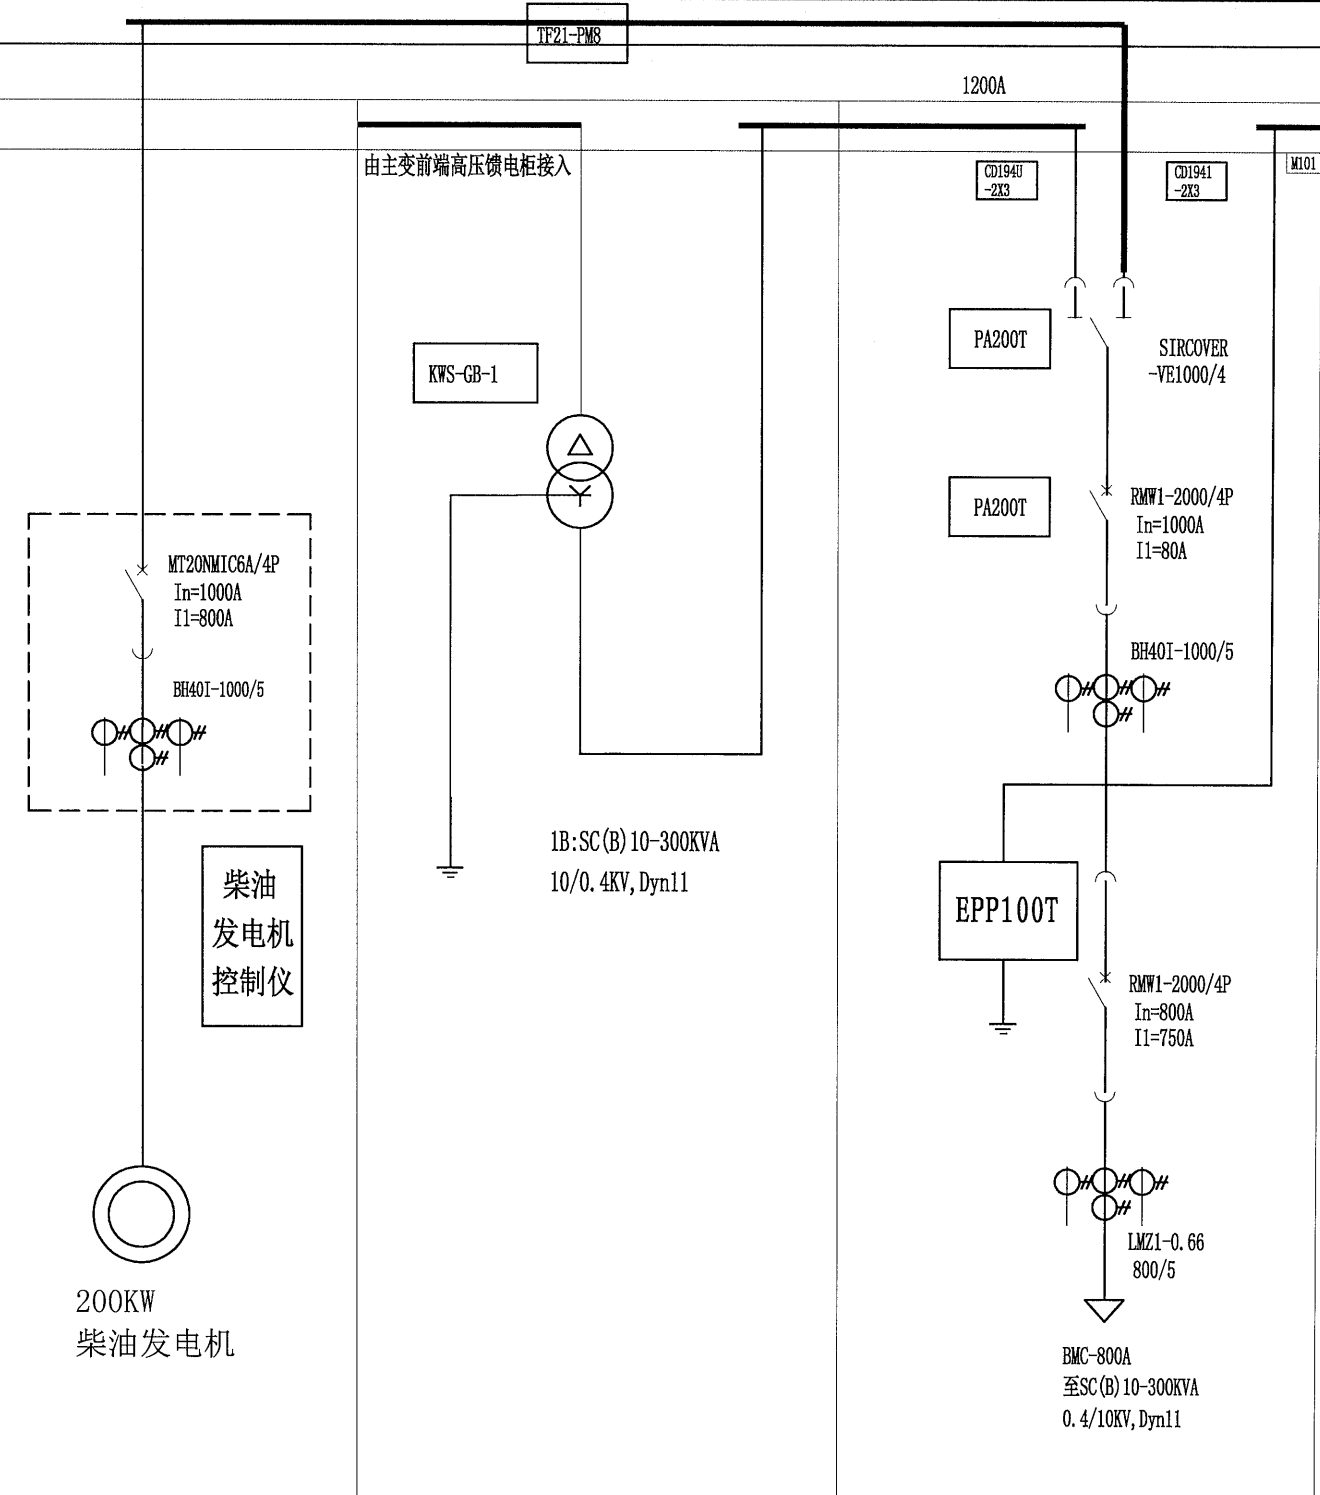 TF21-PM8
1200A
由主变前端高压馈电柜接入
CD194U
-2X3
CD1941
-2X3
M101
PA200T
SIRCOVER
-VE1000/4
KWS-GB-1
PA200T
RMW1-2000/4P
In=1000A
I1=80A
MT20NMIC6A/4P
In=1000A
I1=800A
BH40I-1000/5
BH40I-1000/5
1B:SC(B)10-300KVA
10/0.4KV,Dyn11
柴油
发电机
控制仪
EPP100T
RMW1-2000/4P
In=800A
I1=750A
LMZ1-0.66
800/5
200KW
柴油发电机
BMC-800A
至SC(B)10-300KVA
0.4/10KV,Dyn11